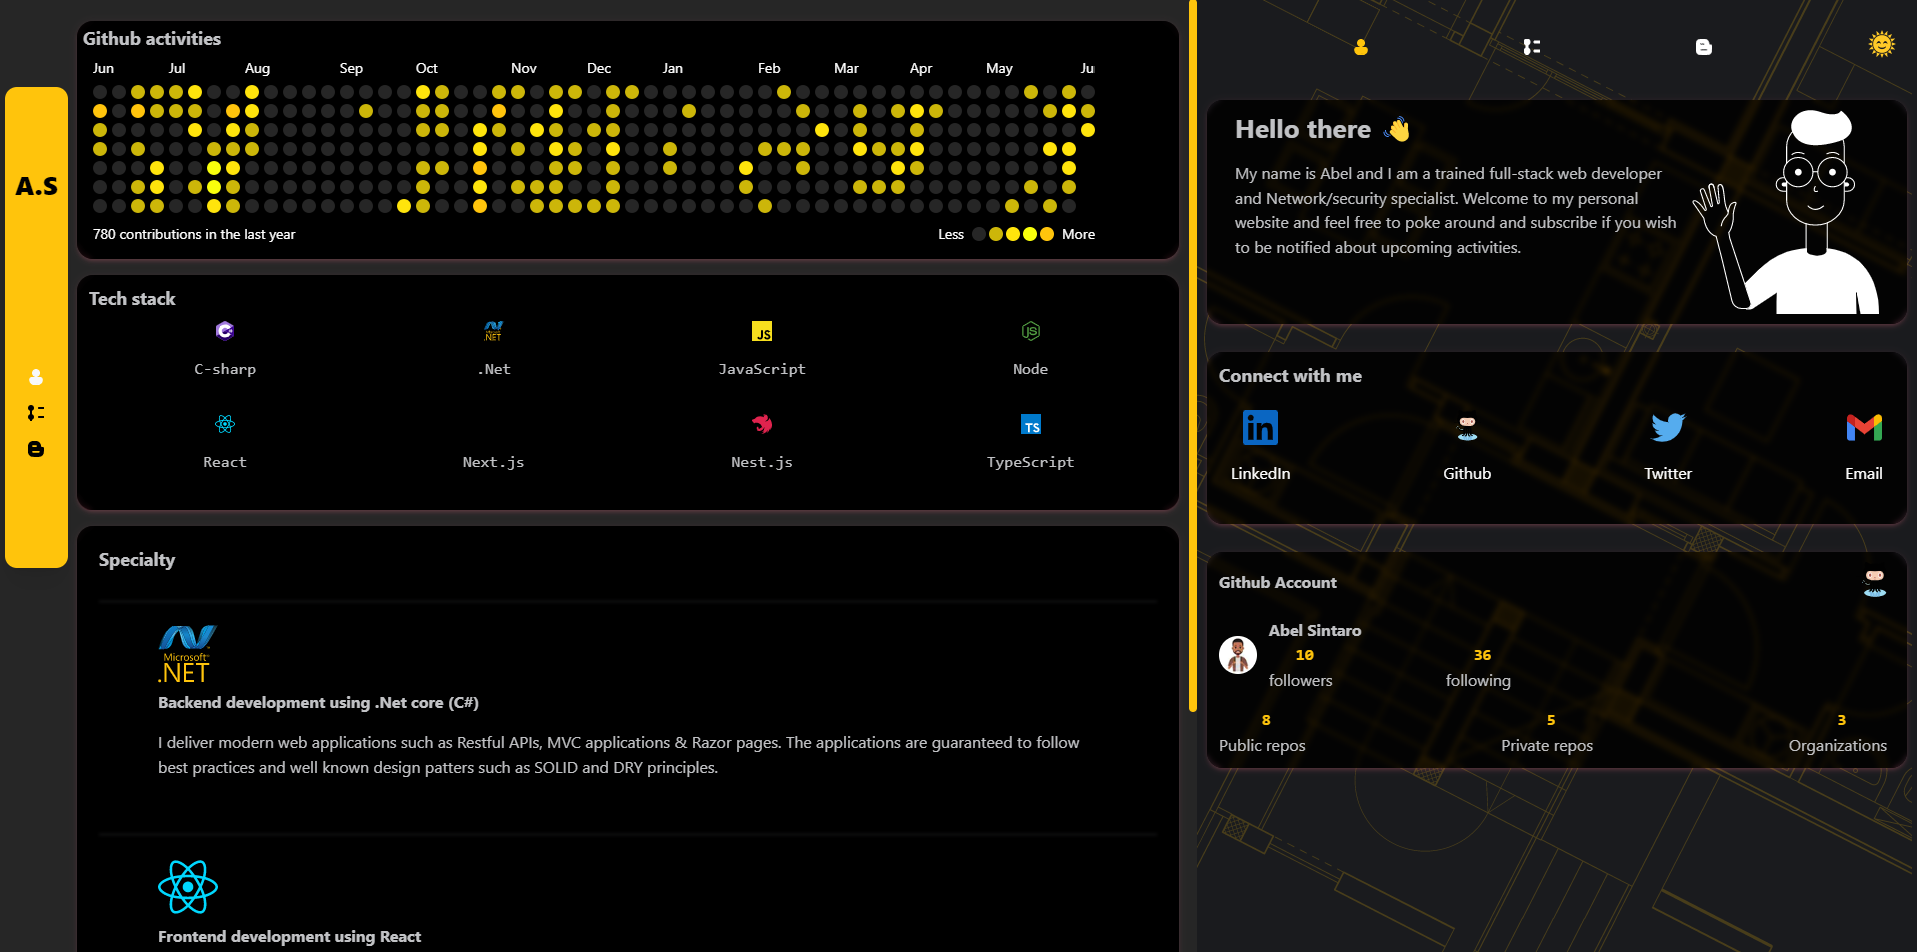 A.S
Github activities
Jun Jul Aug Sep Oct Nov Dec Jan Feb Mar Apr May Ju
780 contributions in the last year
Less More
Tech stack
Microsoft
.NET
JS
JS
C-sharp .Net JavaScript Node
TS
React Next.js Nest.js TypeScript
Specialty
Microsoft
.NET
Backend development using .Net core (C#)
I deliver modern web applications such as Restful APIs, MVC applications & Razor pages. The applications are guaranteed to follow
best practices and well known design patters such as SOLID and DRY principles.
Frontend development using React
Hello there
My name is Abel and I am a trained full-stack web developer
and Network/security specialist. Welcome to my personal
website and feel free to poke around and subscribe if you wish
to be notified about upcoming activities.
Connect with me
in
LinkedIn Github Twitter Email
Github Account
Abel Sintaro
10 36
followers following
8 5 3
Public repos Private repos Organizations